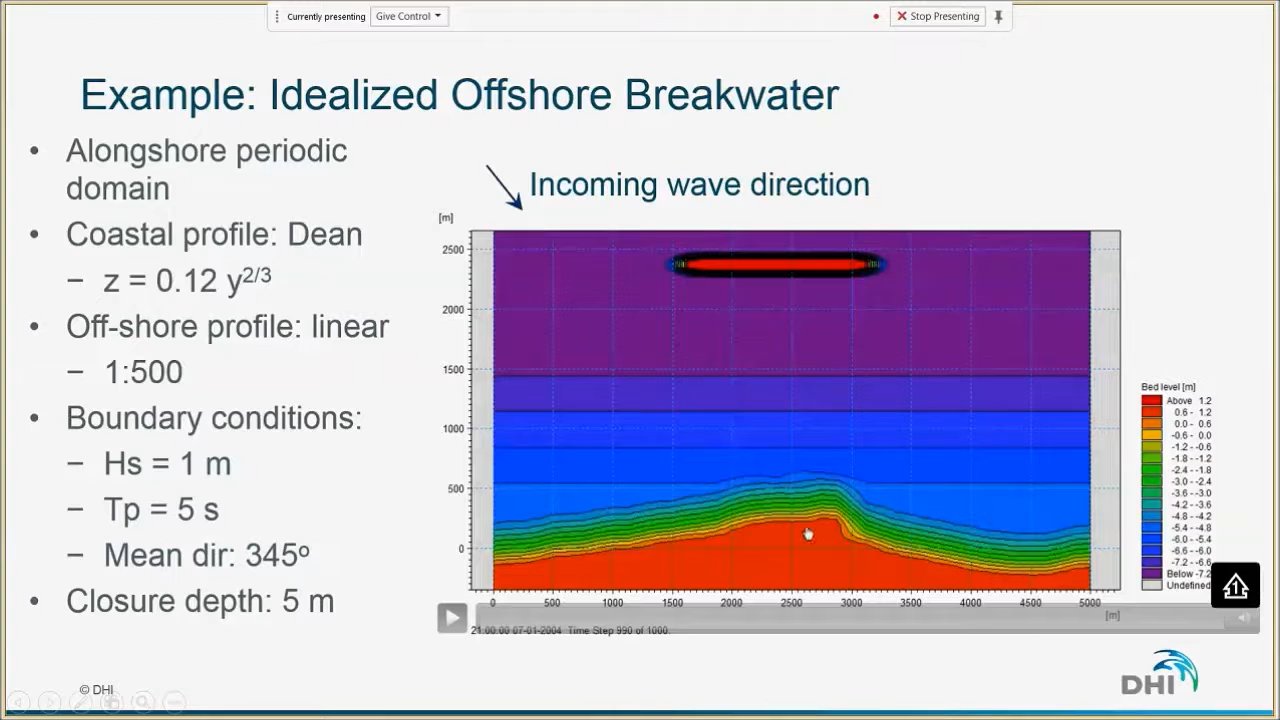 Currently presenting Give Control Stop Presenting
Example: Idealized Offshore Breakwater
• Alongshore periodic
domain
• Coastal profile: Dean
− z = 0.12 y2/3
• Off-shore profile: linear
− 1:500
• Boundary conditions:
− Hs = 1 m
− Tp = 5 s
− Mean dir: 345º
• Closure depth: 5 m
Incoming wave direction
[m]
2500
2000
1500
1000
500
0
0 500 1000 1500 2000 2500 3000 3500 4000 4500 5000
[m]
21:00:00 07-01-2004 Time Step 990 of 1000
Bed level [m]
Above 1.2
0.6 - 1.2
0.0 - 0.6
-0.6 - 0.0
-1.2 - -0.6
-1.8 - -1.2
-2.4 - -1.8
-3.0 - -2.4
-3.6 - -3.0
-4.2 - -3.6
-4.8 - -4.2
-5.4 - -4.8
-6.0 - -5.4
-6.6 - -6.0
-7.2 - -6.6
Below -7.2
Undefined
1
© DHI
DHI